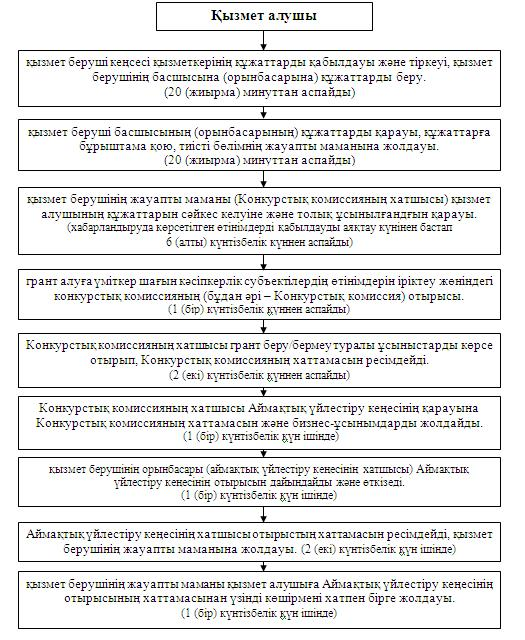 Қызмет алушы
қызмет беруші кеңсесі қызметкерінің құжаттарды қабылдауы және тіркеуі, қызмет
берушінің басшысына (орынбасарына) құжаттарды беру.
(20 (жиырма) минуттан аспайды)
қызмет беруші басшысының (орынбасарының) құжаттарды қарауы, құжаттарға
бұрыштама қою, тиісті бөлімнің жауапты маманына жолдауы.
(20 (жиырма) минуттан аспайды)
қызмет берушінің жауапты маманы (Конкурстық комиссияның хатшысы) қызмет
алушының құжаттарын сәйкес келуіне және толық ұсынылғандғын қарауы.
(хабарландыруда көрсетілген өтінімдерді қабылдауды аяқтау күнінен бастап
6 (алты) күнтізбелік күннен аспайды)
грант алуға үміткер шағын кәсіпкерлік субъектілердің өтінімдерін іріктеу жөніндегі
конкурстық комиссияның (бұдан әрі – Конкурстық комиссия) отырысы.
(1 (бір) күнтізбелік күннен аспайды)
Конкурстық комиссияның хатшысы грант беру/бермеу туралы ұсыныстарды көрсе
отырып, Конкурстық комиссияның хаттамасын ресімдейді.
(2 (екі) күнтізбелік күннен аспайды)
Конкурстық комиссияның хатшысы Аймақтық үйлестіру кеңесінің қарауына
Конкурстық комиссияның хаттамасын және бизнес-ұсынымдарды жолдайды.
(1 (бір) күнтізбелік күн ішінде)
қызмет берушінің орынбасары (аймақтық үйлестіру кенесінін хатшысы) Аймақтық
үйлестіру кеңесінің отырысын дайындайды және өткізеді.
(1 (бір) күнтізбелік күн ішінде)
Аймақтық үйлестіру кеңесінің хатшысы отырыстың хаттамасын ресімдейді, қызмет
берушінің жауапты маманына жолдауы. (2 (екі) күнтізбелік күн ішінде)
қызмет берушінің жауапты маманы қызмет алушыға Аймақтық үйлестіру кеңесінің
отырысының хаттамасынан үзінді көшірмені хатпен бірге жолдауы.
(1 (бір) күнтізбелік күн ішінде)